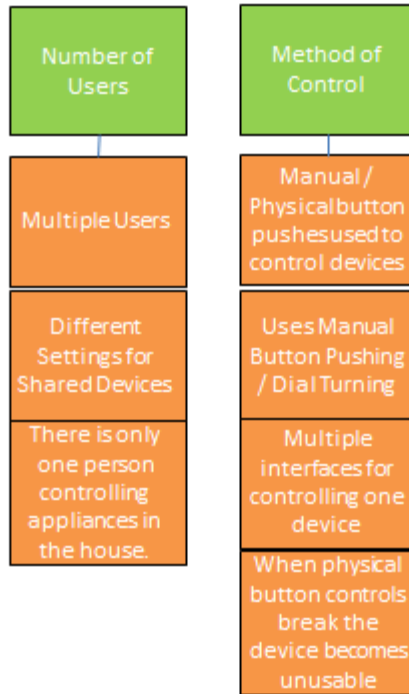 Number of
Users
Multiple Users
Different
Settings for
Shared Devices
There is only
one person
controlling
appliances in
the house.
Method of
Control
Manual /
Physical button
pushes used to
control devices
Uses Manual
Button Pushing
/ Dial Turning
Multiple
interfaces for
controlling one
device
When physical
button controls
break the
device becomes
unusable